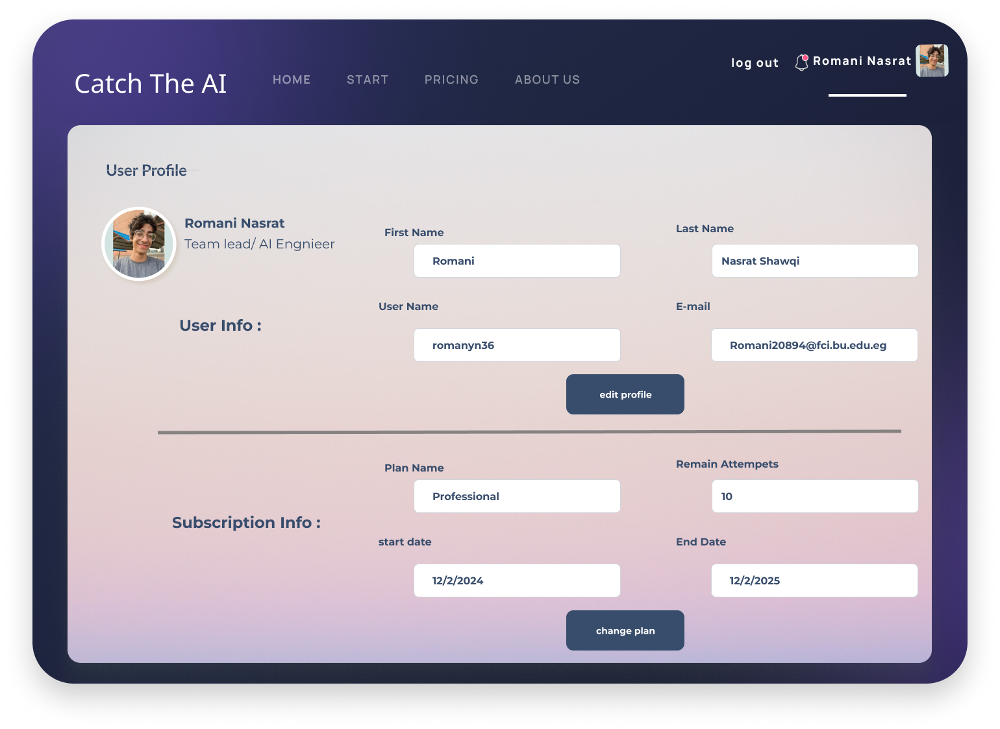 Catch The AI
HOME
START
PRICING
ABOUT US
log out
Romani Nasrat
User Profile
Romani Nasrat
Team lead/ AI Engnieer
First Name
Last Name
Romani
Nasrat Shawqi
User Info :
User Name
E-mail
romanyn36
Romani20894@fci.bu.edu.eg
edit profile
Subscription Info :
Plan Name
Remain Attempets
Professional
10
start date
End Date
12/2/2024
12/2/2025
change plan